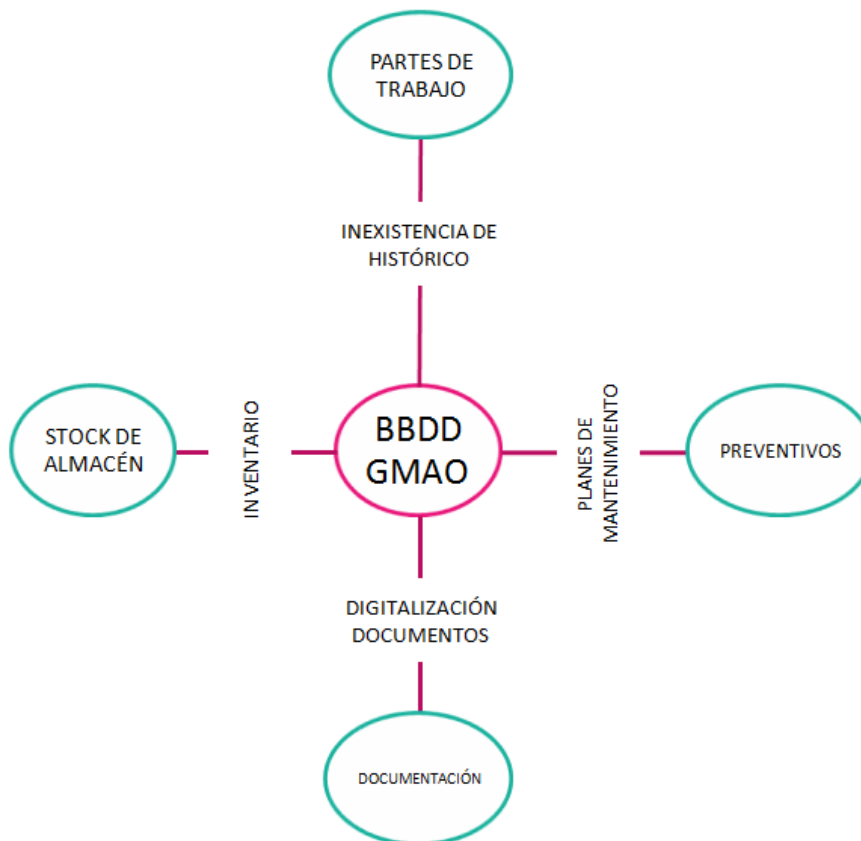 PARTES DE
TRABAJO
INEXISTENCIA DE
HISTÓRICO
STOCK DE
ALMACÉN
INVENTARIO
BBDD
GMAO
PLANES DE
MANTENIMIENTO
PREVENTIVOS
DIGITALIZACIÓN
DOCUMENTOS
DOCUMENTACIÓN